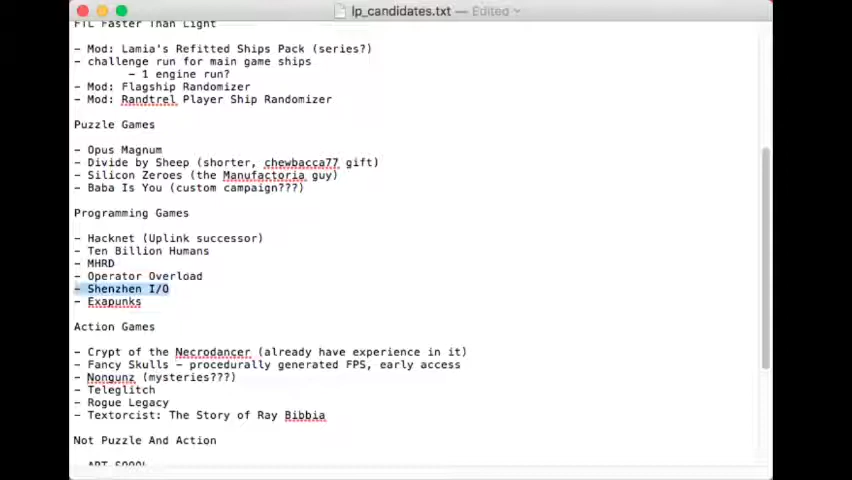 lp_candidates.txt — Edited
FTL Faster Than Light
- Mod: Lamia's Refitted Ships Pack (series?)
- challenge run for main game ships
- 1 engine run?
- Mod: Flagship Randomizer
- Mod: Randtrel Player Ship Randomizer
Puzzle Games
- Opus Magnum
- Divide by Sheep (shorter, chewbacca77 gift)
- Silicon Zeroes (the Manufactoria guy)
- Baba Is You (custom campaign???)
Programming Games
- Hacknet (Uplink successor)
- Ten Billion Humans
- MHRD
- Operator Overload
- Shenzhen I/O
- Exapunks
Action Games
- Crypt of the Necrodancer (already have experience in it)
- Fancy Skulls - procedurally generated FPS, early access
- Nongunz (mysteries???)
- Teleglitch
- Rogue Legacy
- Textorcist: The Story of Ray Bibbia
Not Puzzle And Action